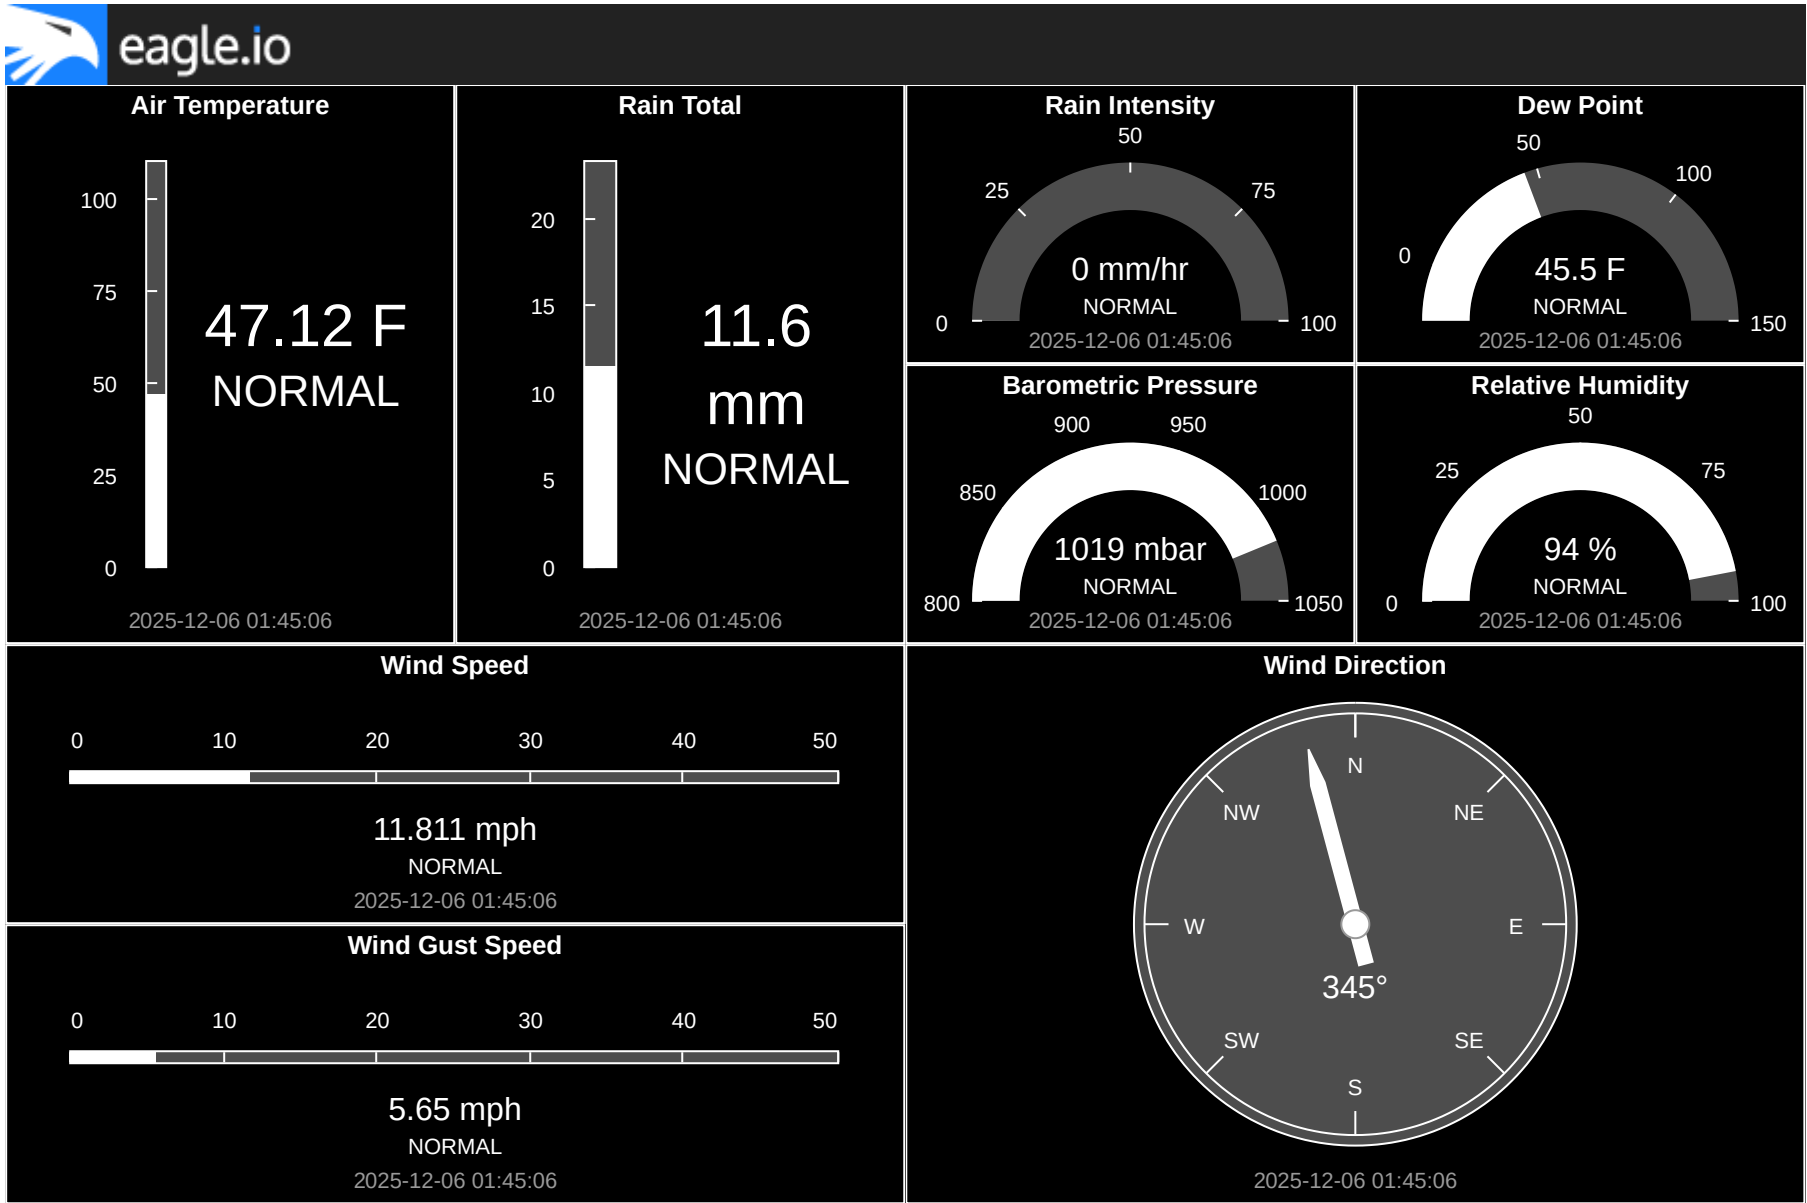 eagle.io
Air Temperature
100
75
50
25
0
47.12 F
NORMAL
2025-12-06 01:45:06
Rain Total
20
15
10
5
0
11.6
mm
NORMAL
2025-12-06 01:45:06
Rain Intensity
0
25
50
75
100
0 mm/hr
NORMAL
2025-12-06 01:45:06
Dew Point
0
50
100
150
45.5 F
NORMAL
2025-12-06 01:45:06
Barometric Pressure
800
850
900
950
1000
1050
1019 mbar
NORMAL
2025-12-06 01:45:06
Relative Humidity
0
25
50
75
100
94 %
NORMAL
2025-12-06 01:45:06
Wind Speed
0 10 20 30 40 50
11.811 mph
NORMAL
2025-12-06 01:45:06
Wind Gust Speed
0 10 20 30 40 50
5.65 mph
NORMAL
2025-12-06 01:45:06
Wind Direction
N
NW NE
W E
345°
SW SE
S
2025-12-06 01:45:06